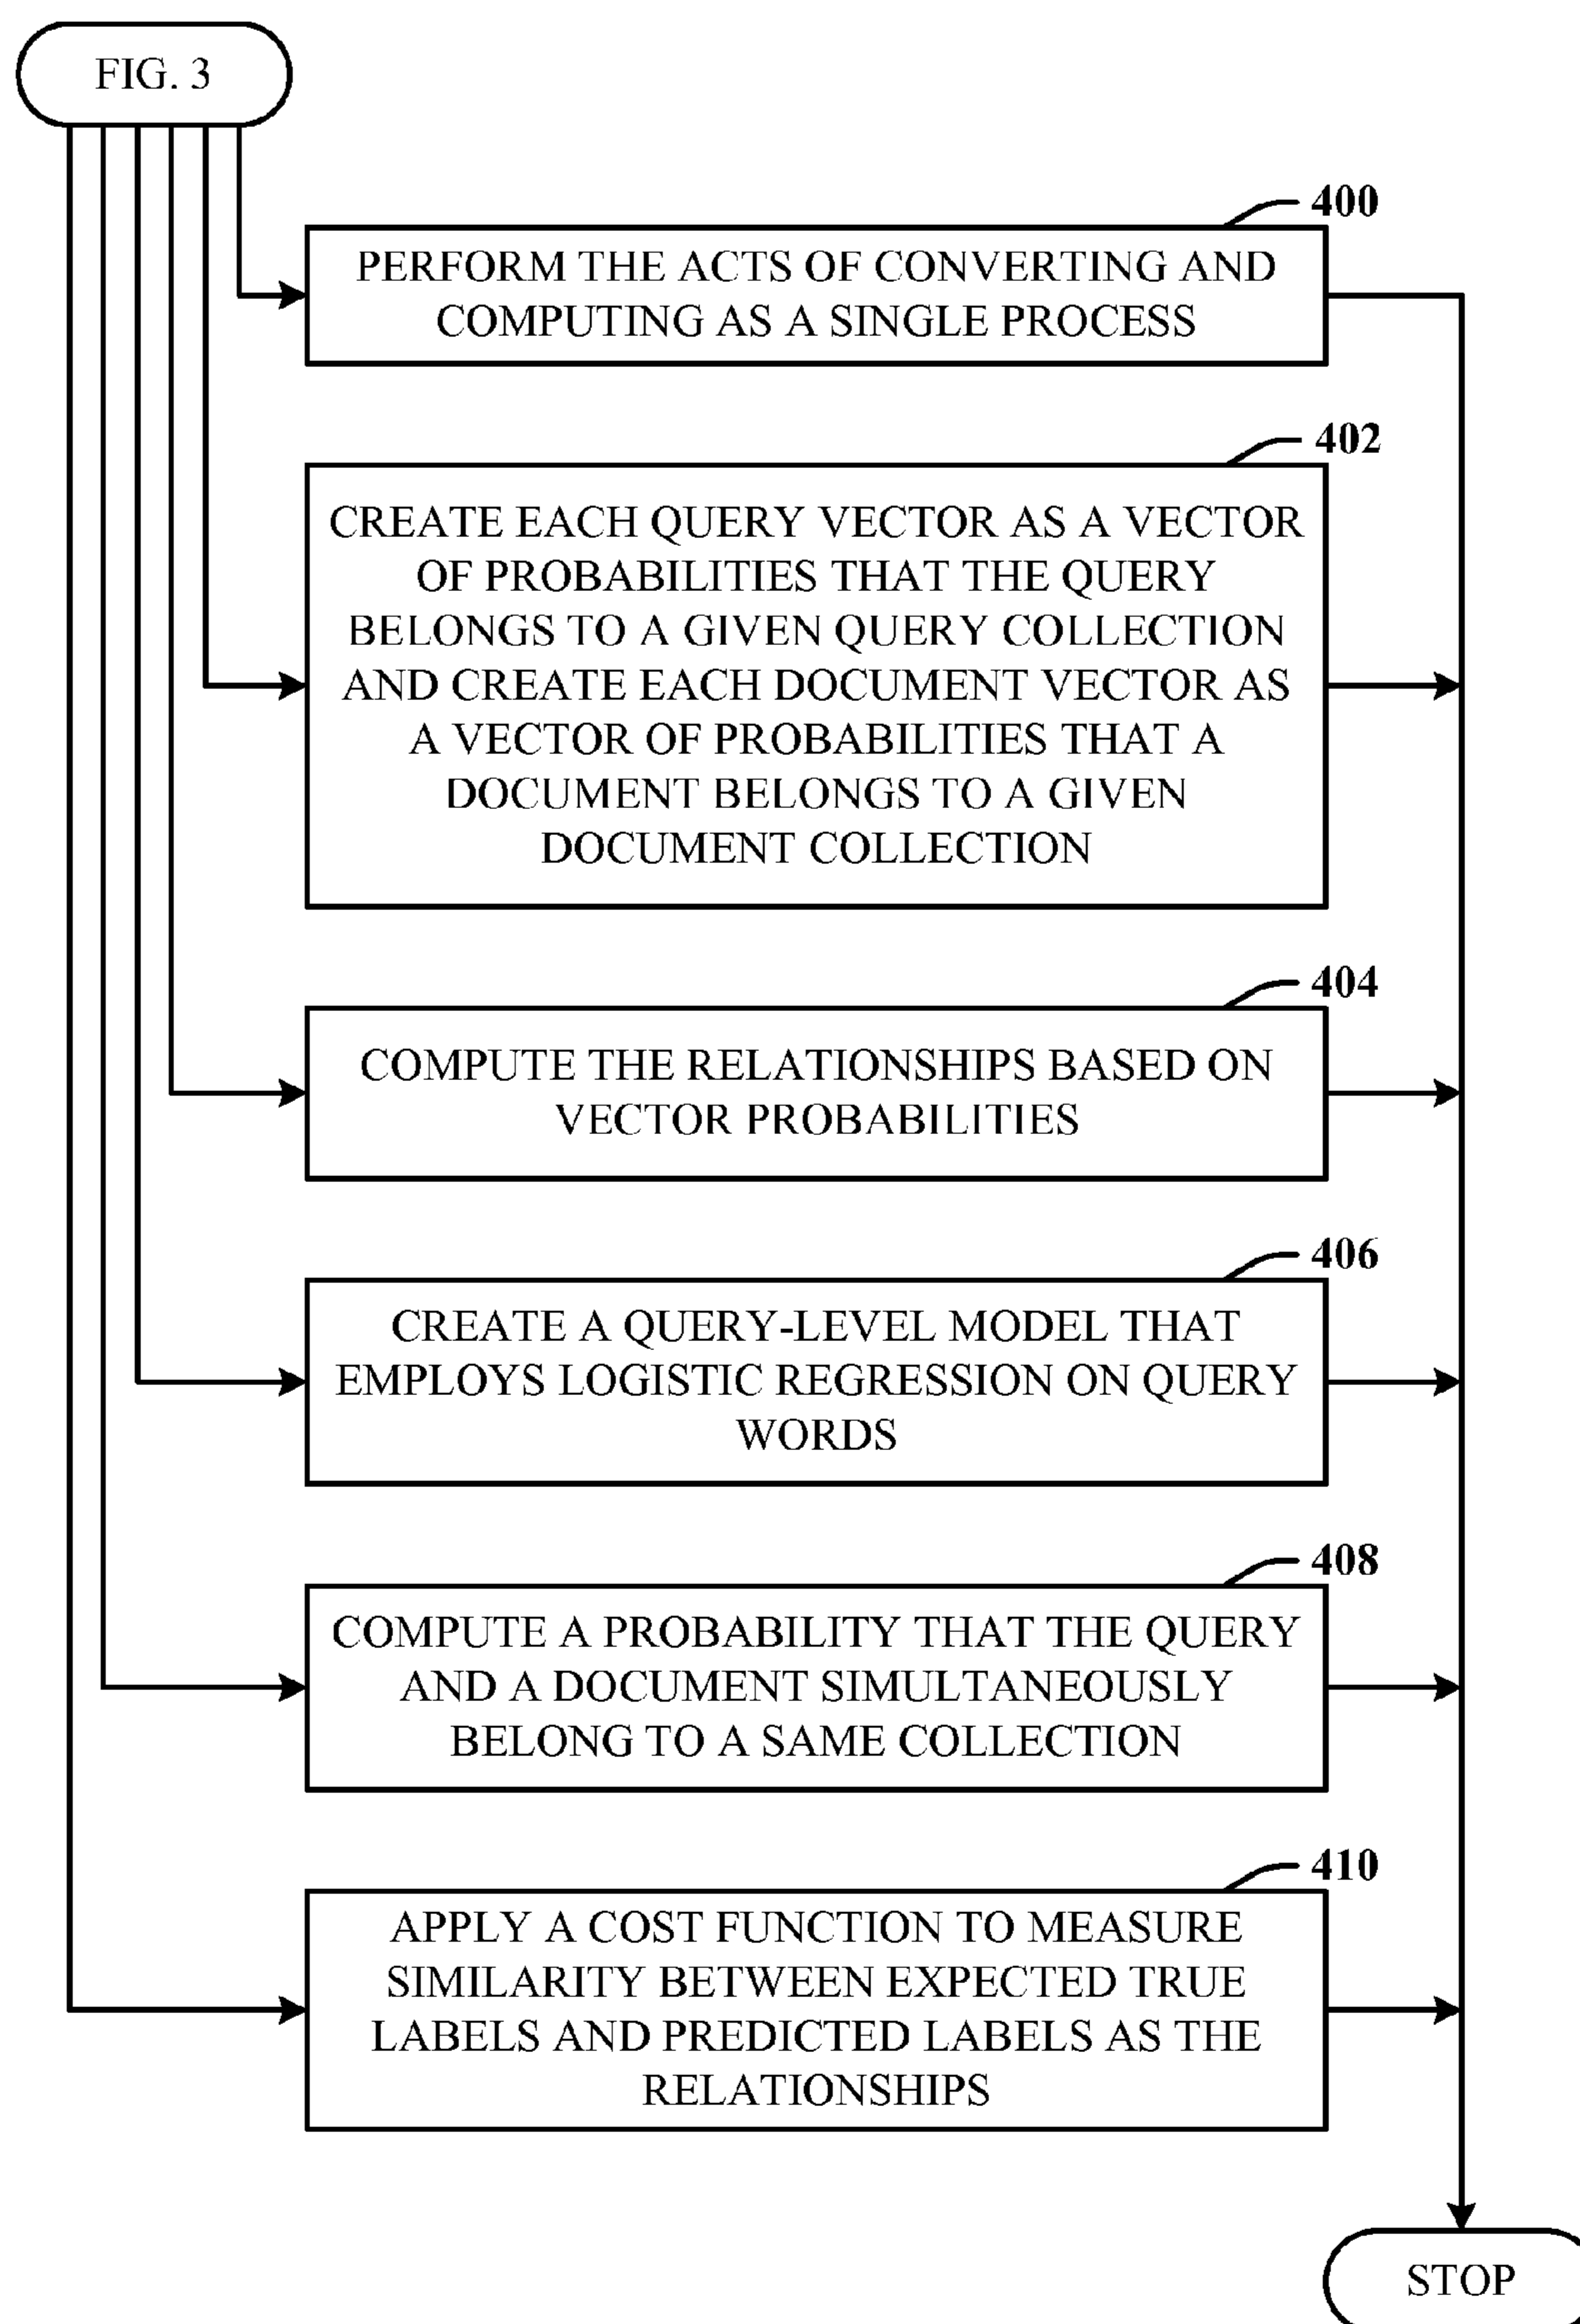 FIG. 3
400
PERFORM THE ACTS OF CONVERTING AND
COMPUTING AS A SINGLE PROCESS
402
CREATE EACH QUERY VECTOR AS A VECTOR
OF PROBABILITIES THAT THE QUERY
BELONGS TO A GIVEN QUERY COLLECTION
AND CREATE EACH DOCUMENT VECTOR AS
A VECTOR OF PROBABILITIES THAT A
DOCUMENT BELONGS TO A GIVEN
DOCUMENT COLLECTION
404
COMPUTE THE RELATIONSHIPS BASED ON
VECTOR PROBABILITIES
406
CREATE A QUERY-LEVEL MODEL THAT
EMPLOYS LOGISTIC REGRESSION ON QUERY
WORDS
408
COMPUTE A PROBABILITY THAT THE QUERY
AND A DOCUMENT SIMULTANEOUSLY
BELONG TO A SAME COLLECTION
410
APPLY A COST FUNCTION TO MEASURE
SIMILARITY BETWEEN EXPECTED TRUE
LABELS AND PREDICTED LABELS AS THE
RELATIONSHIPS
STOP